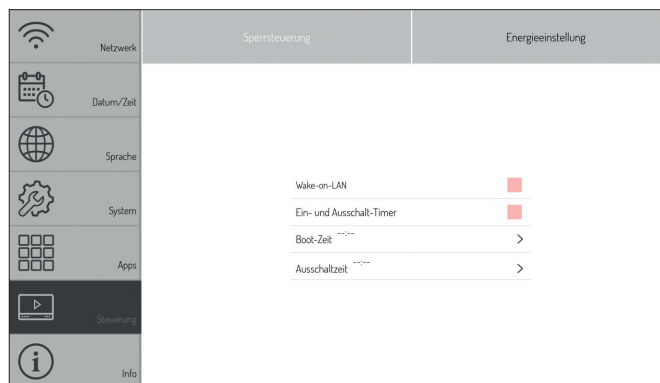 Netzwerk
Datum/Zeit
Sprache
System
Apps
Steuerung
Info
Sperrsteuerung
Energieeinstellung
Wake-on-LAN
Ein- und Ausschalt-Timer
Boot-Zeit --:--
Ausschaltzeit --:--